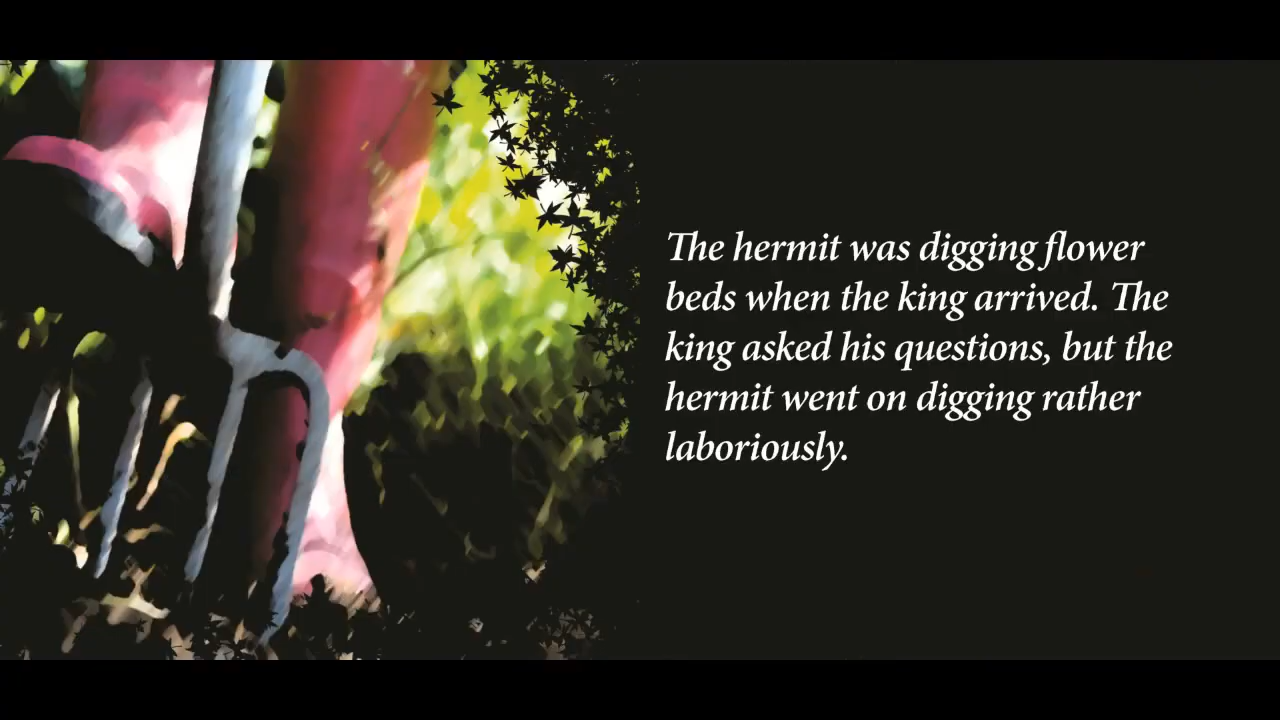 The hermit was digging flower
beds when the king arrived. The
king asked his questions, but the
hermit went on digging rather
laboriously.